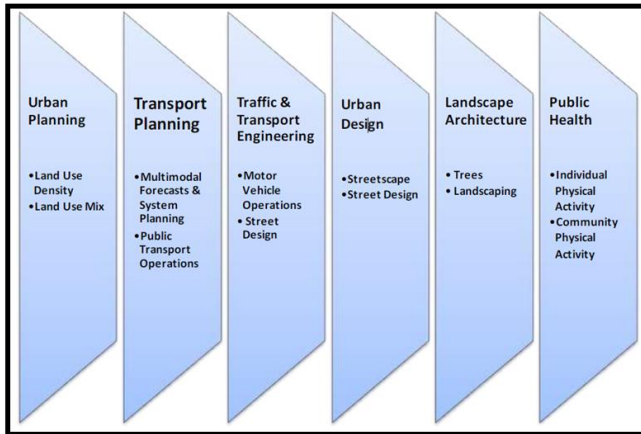 Urban
Planning
•Land Use
Density
•Land Use Mix
Transport
Planning
•Multimodal
Forecasts &
System
Planning
•Public
Transport
Operations
Traffic &
Transport
Engineering
•Motor
Vehicle
Operations
• Street
Design
Urban
Design
•Streetscape
•Street Design
Landscape
Architecture
• Trees
• Landscaping
Public
Health
•Individual
Physical
Activity
•Community
Physical
Activity